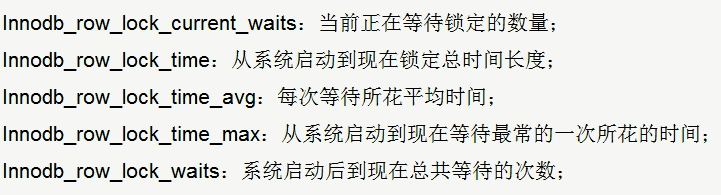 Innodb_row_lock_current_waits：当前正在等待锁定的数量；
Innodb_row_lock_time：从系统启动到现在锁定总时间长度；
Innodb_row_lock_time_avg：每次等待所花平均时间；
Innodb_row_lock_time_max：从系统启动到现在等待最常的一次所花的时间；
Innodb_row_lock_waits：系统启动后到现在总共等待的次数；